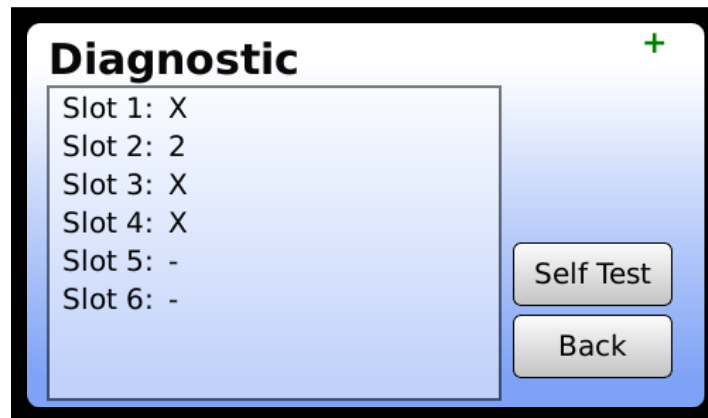 Diagnostic
+
Slot 1: X
Slot 2: 2
Slot 3: X
Slot 4: X
Slot 5: -
Slot 6: -
Self Test
Back